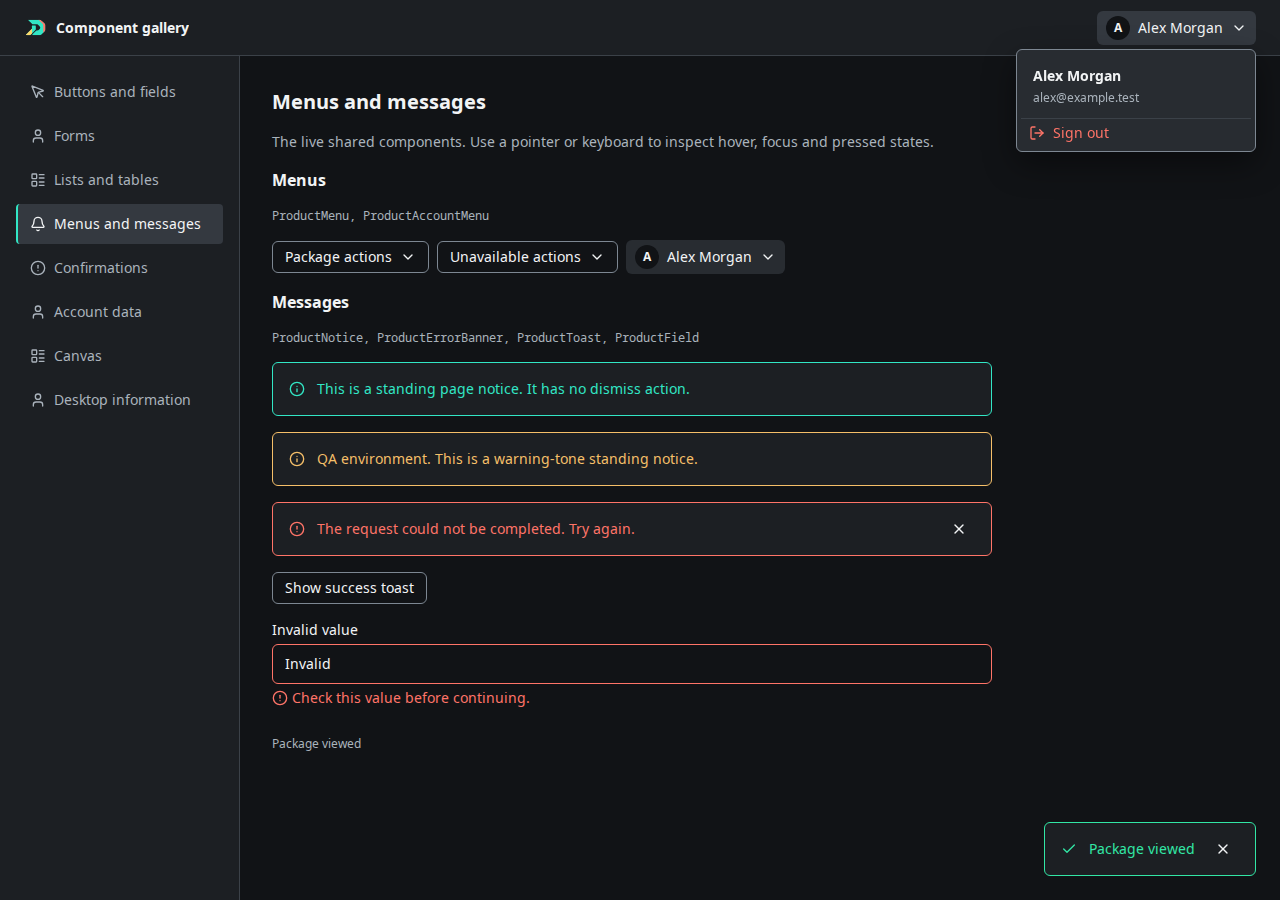 Component gallery
A Alex Morgan
Alex Morgan
alex@example.test
Sign out
Buttons and fields
Forms
Lists and tables
Menus and messages
Confirmations
Account data
Canvas
Desktop information
Menus and messages
The live shared components. Use a pointer or keyboard to inspect hover, focus and pressed states.
Menus
ProductMenu, ProductAccountMenu
Package actions Unavailable actions A Alex Morgan
Messages
ProductNotice, ProductErrorBanner, ProductToast, ProductField
This is a standing page notice. It has no dismiss action.
QA environment. This is a warning-tone standing notice.
The request could not be completed. Try again.
Show success toast
Invalid value
Invalid
Check this value before continuing.
Package viewed
Package viewed